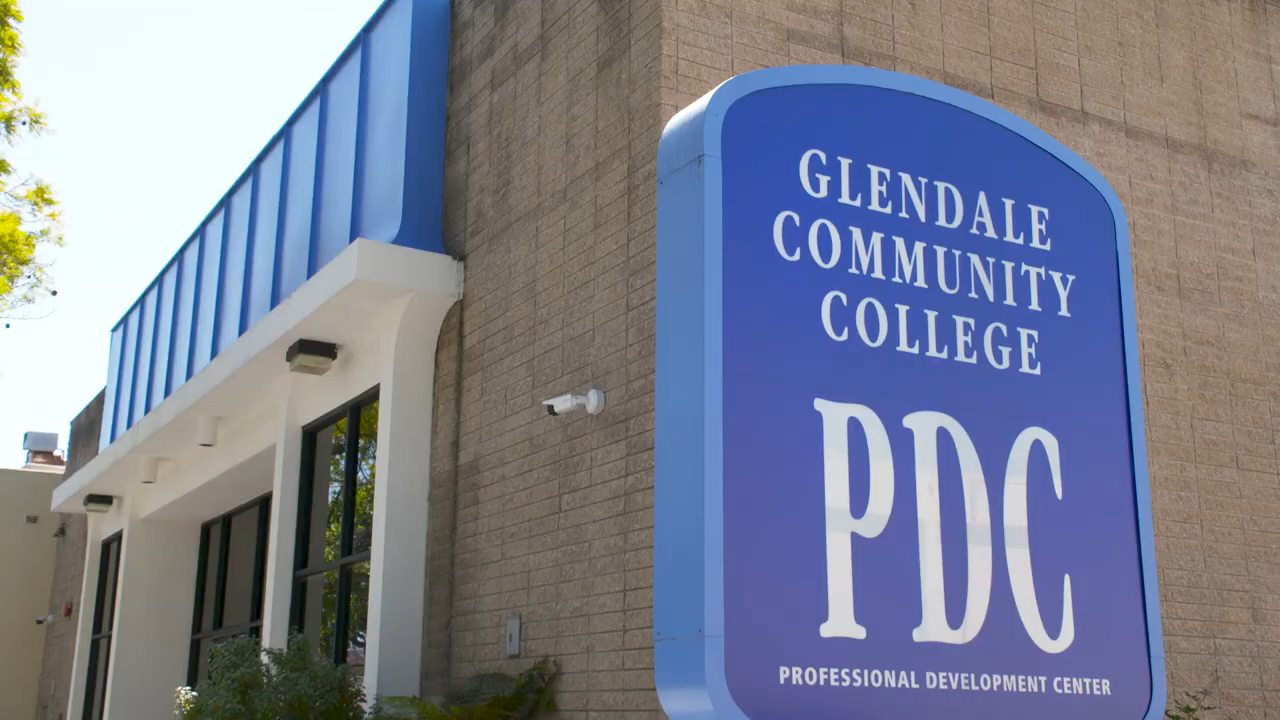 GLENDALE
COMMUNITY
COLLEGE
PDC
PROFESSIONAL DEVELOPMENT CENTER